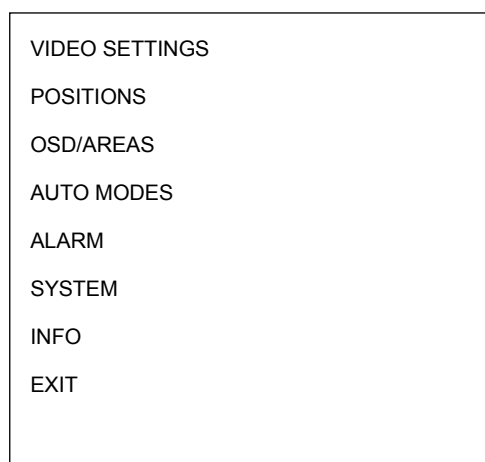 VIDEO SETTINGS
POSITIONS
OSD/AREAS
AUTO MODES
ALARM
SYSTEM
INFO
EXIT